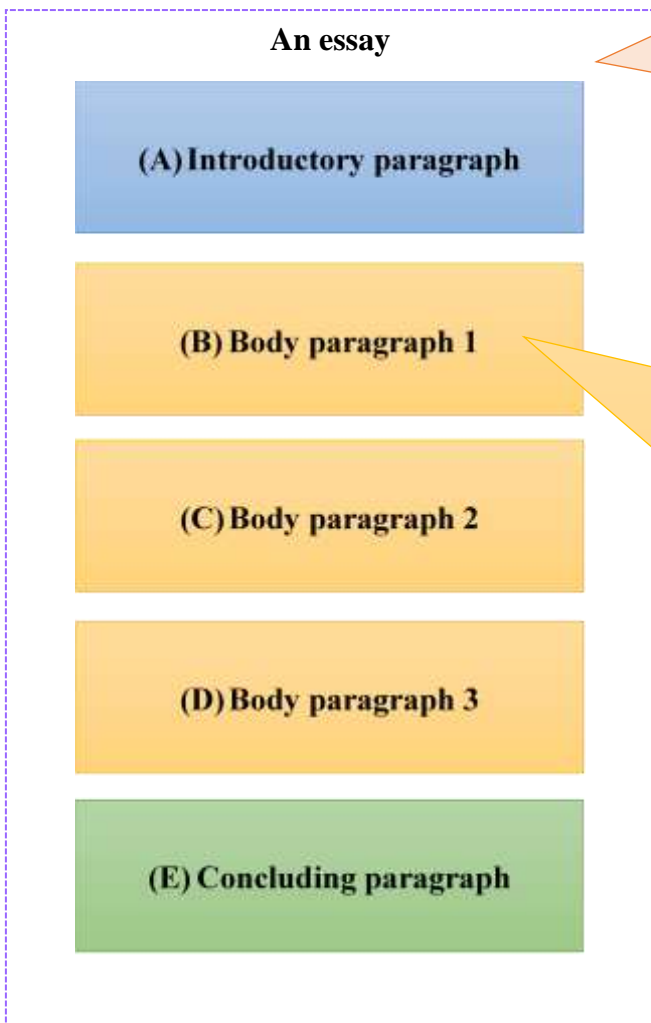 An essay
(A) Introductory paragraph
(B) Body paragraph 1
(C) Body paragraph 2
(D) Body paragraph 3
(E) Concluding paragraph